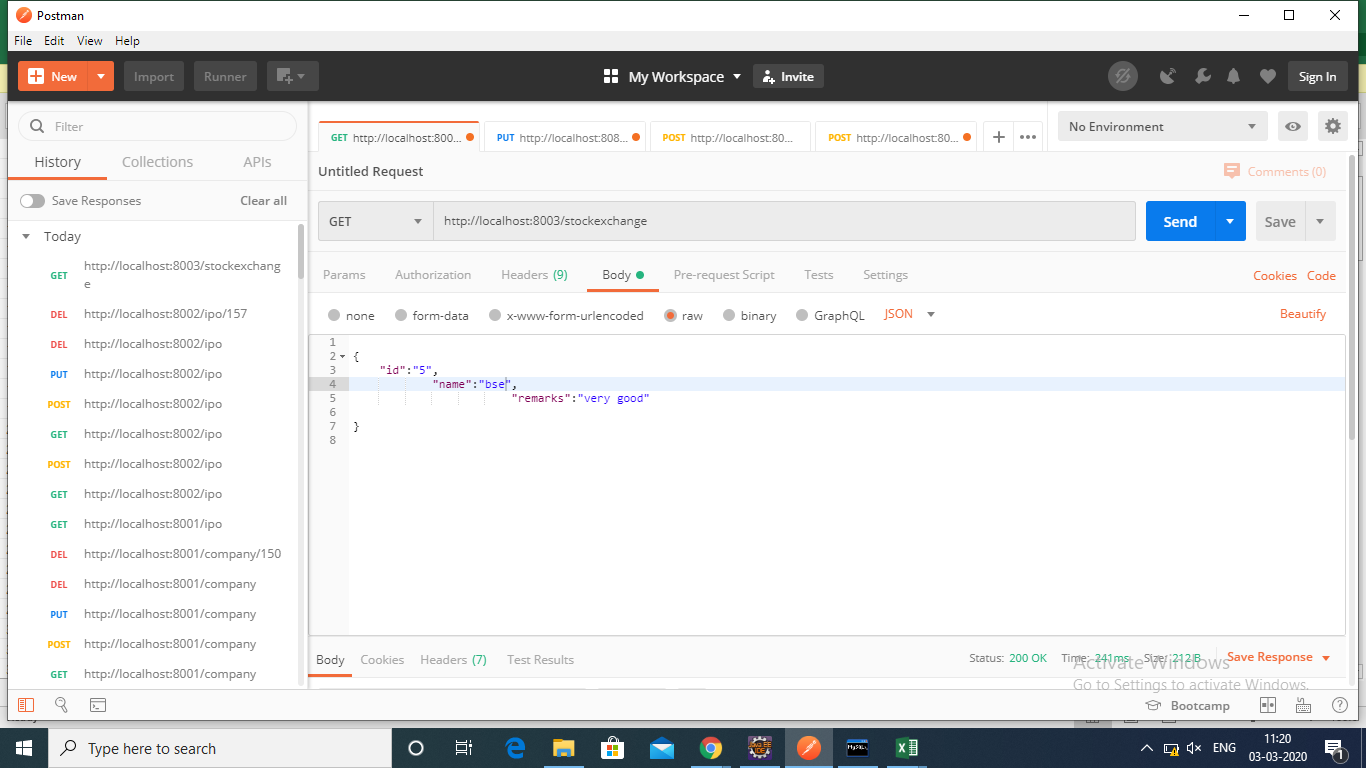 Postman
File Edit View Help
New Import Runner My Workspace Invite Sign In
Filter
History Collections APIs
Save Responses Clear all
Today
GET http://localhost:8003/stockexchang
e
DEL http://localhost:8002/ipo/157
DEL http://localhost:8002/ipo
PUT http://localhost:8002/ipo
POST http://localhost:8002/ipo
GET http://localhost:8002/ipo
POST http://localhost:8002/ipo
GET http://localhost:8002/ipo
GET http://localhost:8001/ipo
DEL http://localhost:8001/company/150
DEL http://localhost:8001/company
PUT http://localhost:8001/company
POST http://localhost:8001/company
GET http://localhost:8001/company
GET http://localhost:800... PUT http://localhost:808... POST http://localhost:80... POST http://localhost:80... No Environment
Untitled Request Comments (0)
GET http://localhost:8003/stockexchange Send Save
Params Authorization Headers (9) Body Pre-request Script Tests Settings Cookies Code
none form-data x-www-form-urlencoded raw binary GraphQL JSON Beautify
1
2 {
3 "id":"5",
4 "name":"bse",
5 "remarks":"very good"
6
7 }
8
Body Cookies Headers (7) Test Results Status: 200 OK Time: 241ms Size: 212 B Save Response
Activate Windows
Go to Settings to activate Windows.
Bootcamp
Type here to search
JAVA EE
IDE
MySQL
ENG
11:20
03-03-2020
1